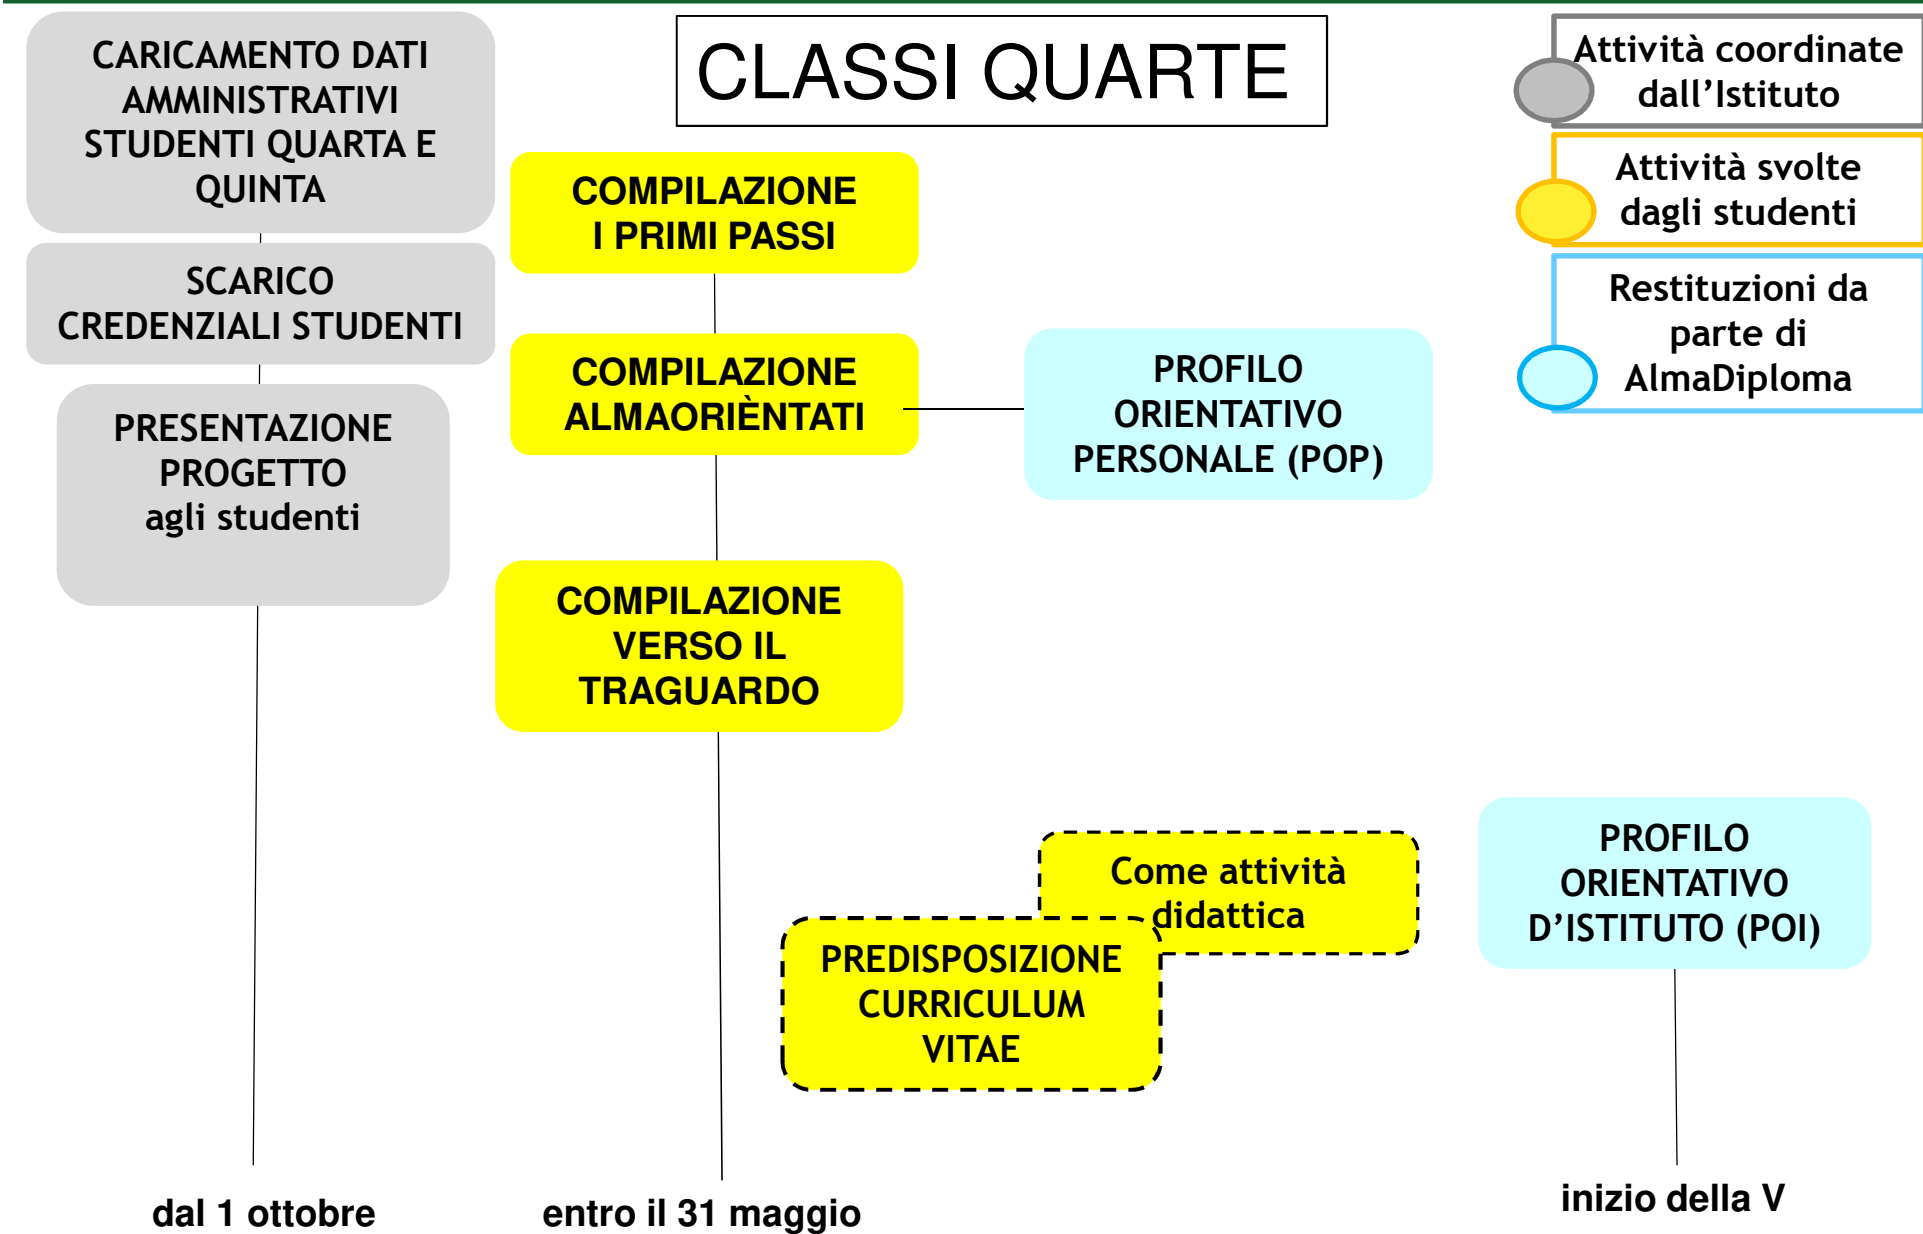 CARICAMENTO DATI
AMMINISTRATIVI
STUDENTI QUARTA E
QUINTA
SCARICO
CREDENZIALI STUDENTI
PRESENTAZIONE
PROGETTO
agli studenti
dal 1 ottobre
CLASSI QUARTE
COMPILAZIONE
I PRIMI PASSI
COMPILAZIONE
ALMAORIÈNTATI
COMPILAZIONE
VERSO IL
TRAGUARDO
entro il 31 maggio
PROFILO
ORIENTATIVO
PERSONALE (POP)
Come attività
didattica
PREDISPOSIZIONE
CURRICULUM
VITAE
Attività coordinate
dall’Istituto
Attività svolte
dagli studenti
Restituzioni da
parte di
AlmaDiploma
PROFILO
ORIENTATIVO
D’ISTITUTO (POI)
inizio della V